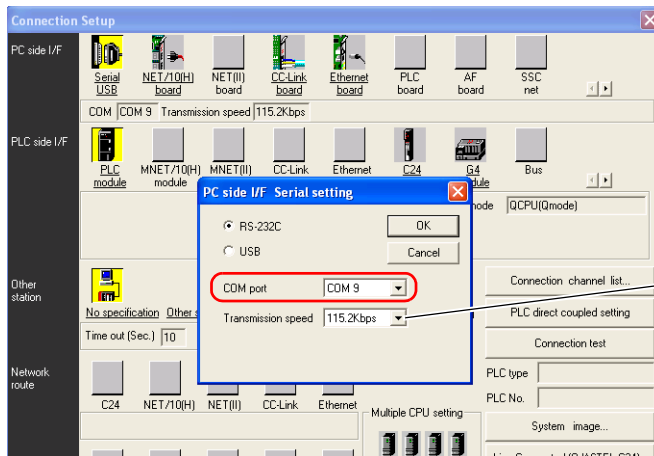 Connection Setup
PC side I/F
Serial USB
NET/10(H) board
NET(II) board
CC-Link board
Ethernet board
PLC board
AF board
SSC net
COM COM 9 Transmission speed 115.2Kbps
PLC side I/F
PLC module
MNET/10(H) module
MNET(II)
CC-Link
Ethernet
C24
G4
Bus
QCPU(Qmode)
PC side I/F Serial setting
RS-232C
OK
USB
Cancel
COM port COM 9
Transmission speed 115.2Kbps
Other station
No specification
Other
Time out (Sec.) 10
Connection channel list...
PLC direct coupled setting
Connection test
PLC type
PLC No.
System image...
Network route
C24
NET/10(H)
NET(II)
CC-Link
Ethernet
Multiple CPU setting